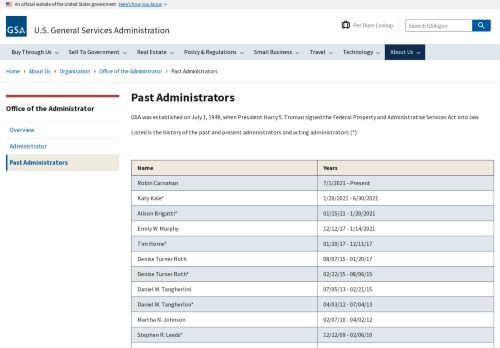 An official website of the United States government Here's how you know
GSA
U.S. General Services Administration
Per Diem Lookup
Search GSA.gov
Buy Through Us
Sell To Government
Real Estate
Policy & Regulations
Small Business
Travel
Technology
About Us
Home › About Us › Organization › Office of the Administrator › Past Administrators
Office of the Administrator
Overview
Administrator
Past Administrators
Past Administrators
GSA was established on July 1, 1949, when President Harry S. Truman signed the Federal Property and Administrative Services Act into law.
Listed is the history of the past and present administrators and acting administrators (*):
Name Years
Robin Carnahan 7/1/2021 - Present
Katy Kale* 1/20/2021 - 6/30/2021
Alison Brigatti* 01/15/21 - 1/20/2021
Emily W. Murphy 12/12/17 - 1/14/2021
Tim Horne* 01/20/17 - 12/11/17
Denise Turner Roth 08/07/15 - 01/20/17
Denise Turner Roth* 02/22/15 - 08/06/15
Daniel M. Tangherlini 07/05/13 - 02/21/15
Daniel M. Tangherlini* 04/03/12 - 07/04/13
Martha N. Johnson 02/07/10 - 04/02/12
Stephen R. Leeds* 12/22/09 - 02/06/10